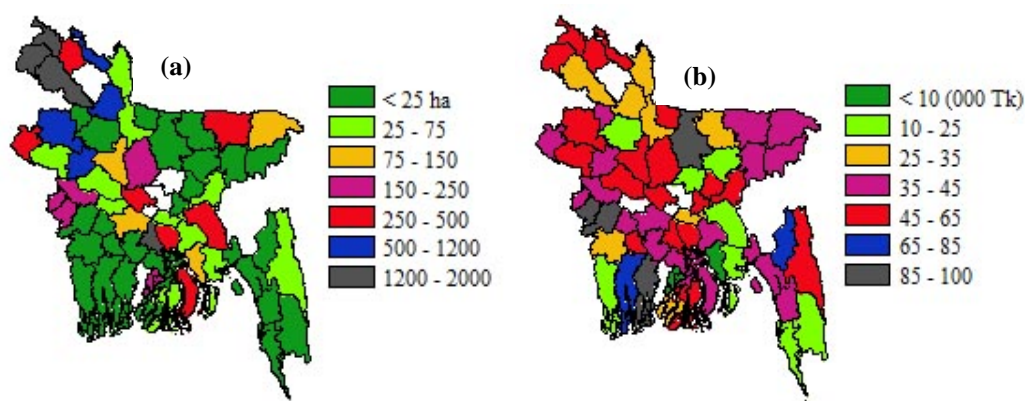 (a)
< 25 ha
25 - 75
75 - 150
150 - 250
250 - 500
500 - 1200
1200 - 2000
(b)
< 10 (000 Tk)
10 - 25
25 - 35
35 - 45
45 - 65
65 - 85
85 - 100